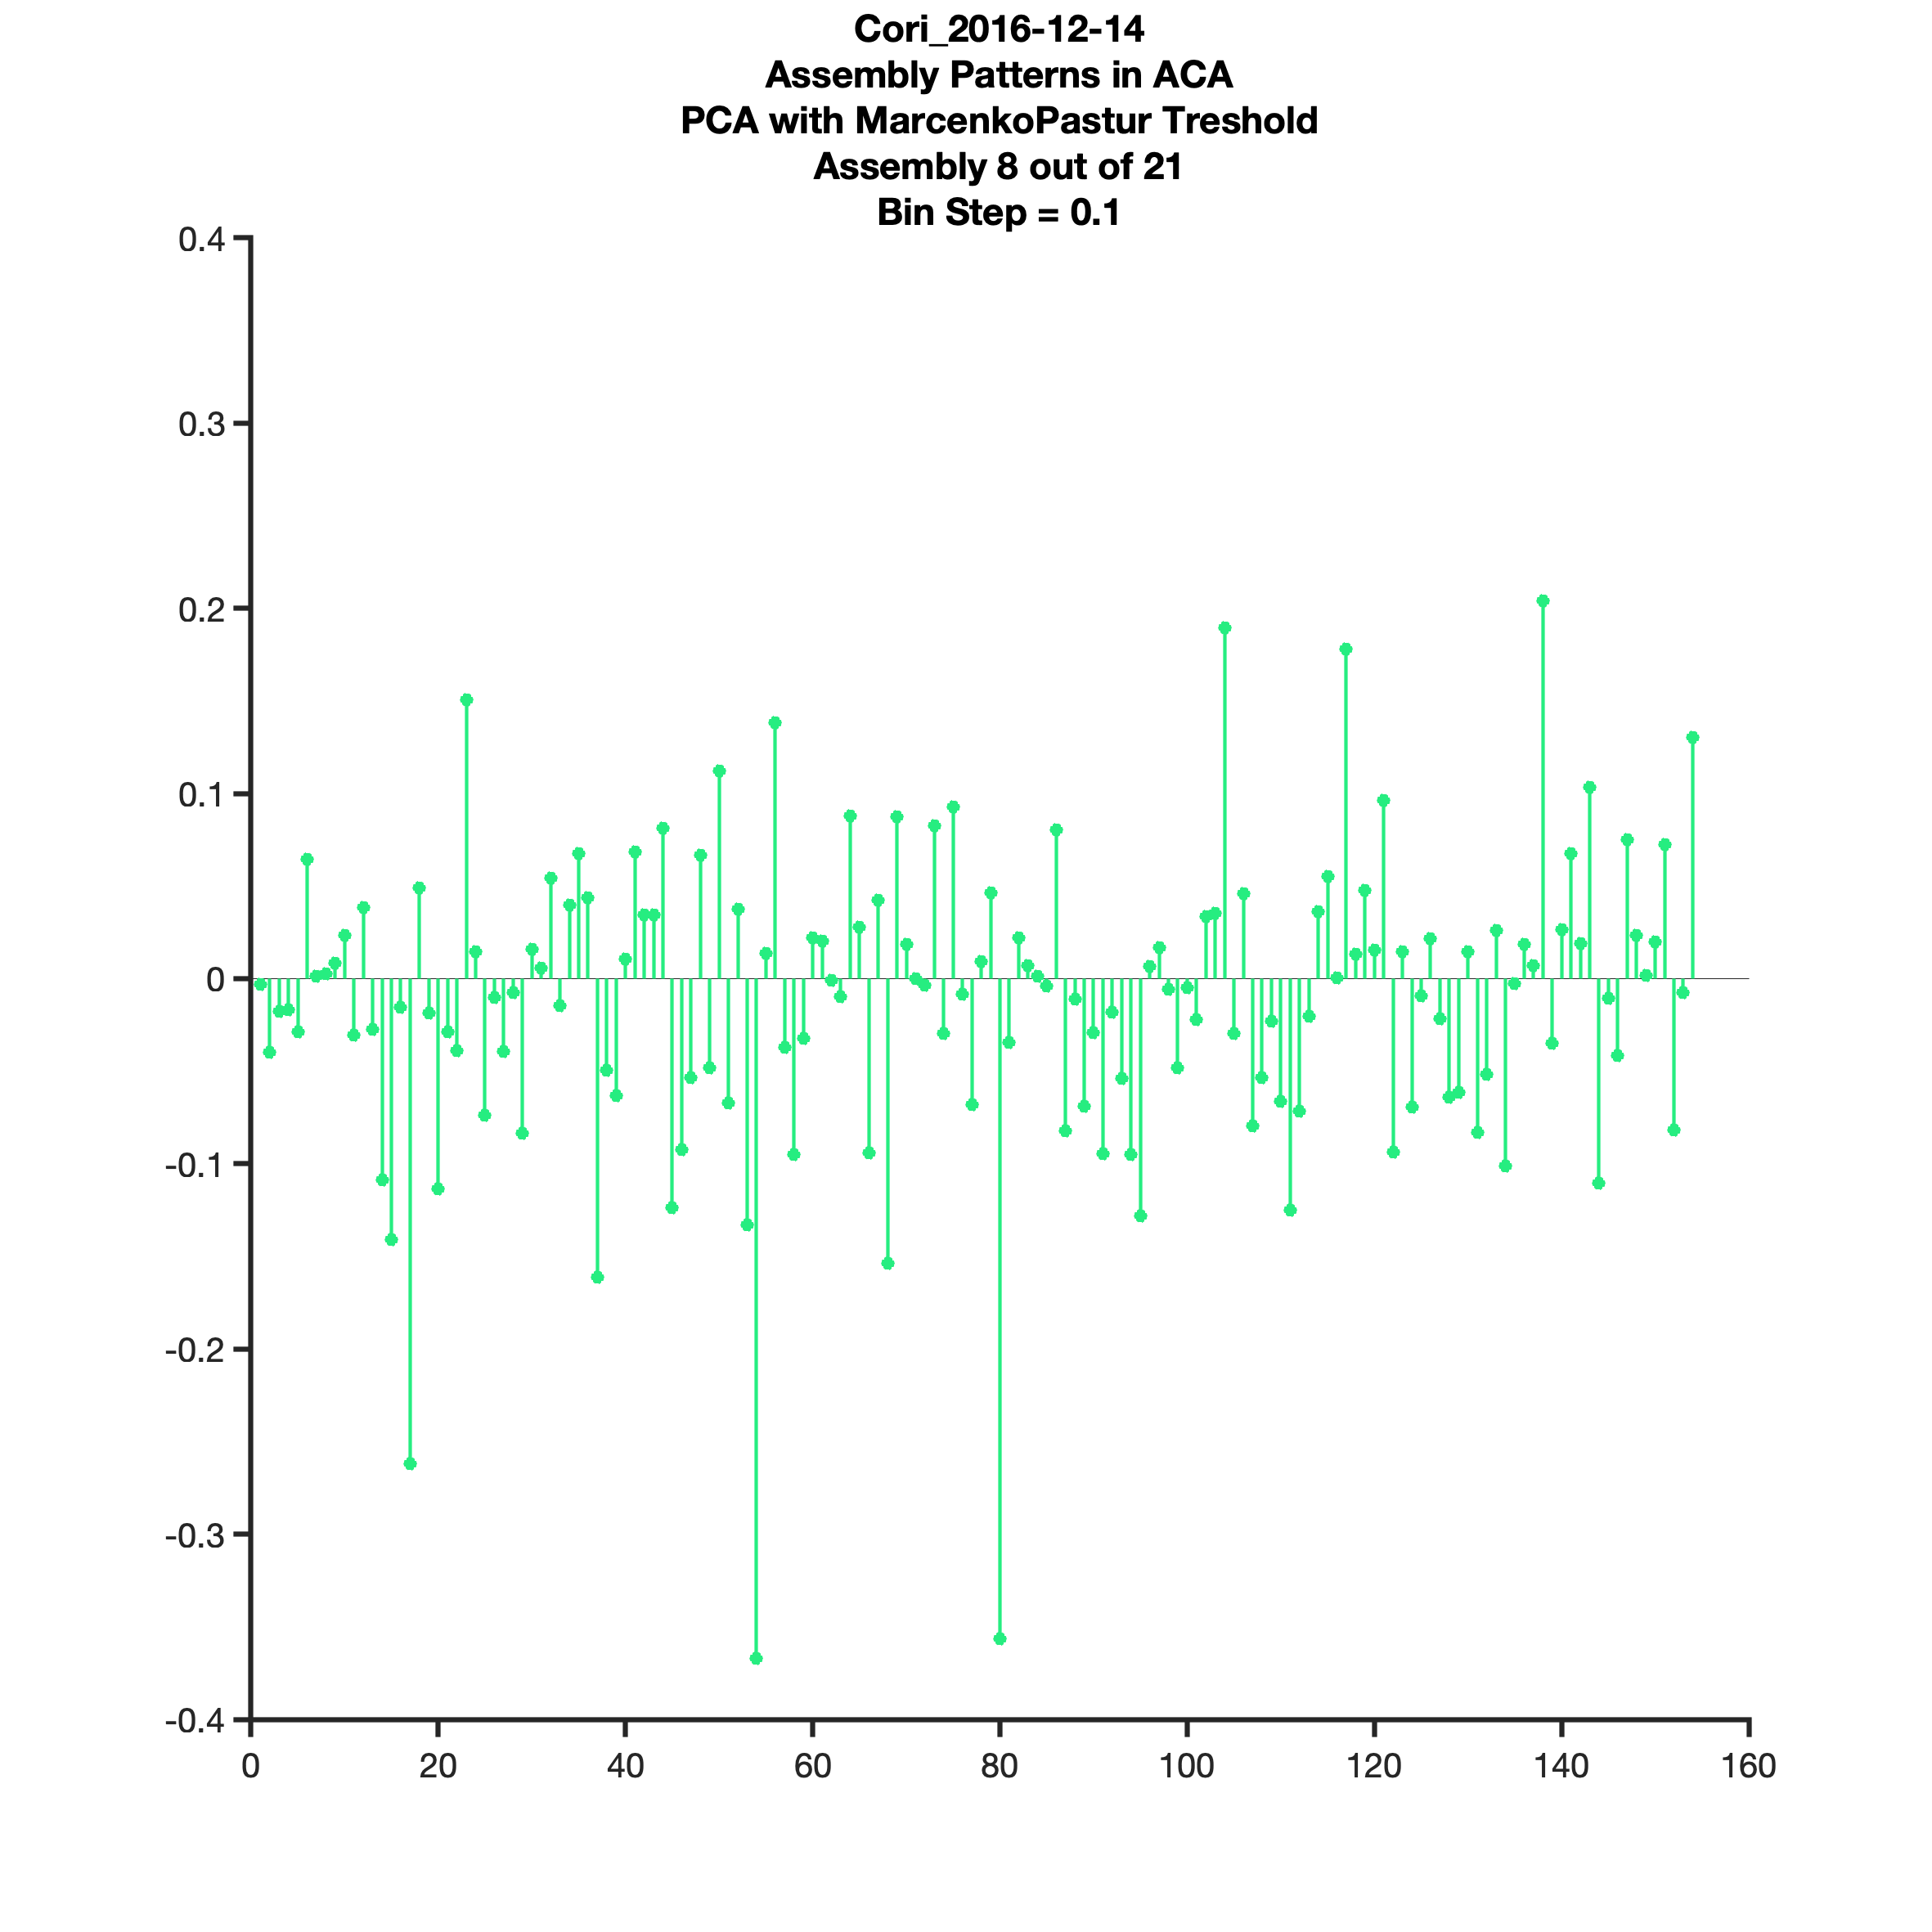 Cori_2016-12-14
Assembly Patterns in ACA
PCA with MarcenkoPastur Treshold
Assembly 8 out of 21
Bin Step = 0.1
0.4
0.3
0.2
0.1
0
-0.1
-0.2
-0.3
-0.4
0 20 40 60 80 100 120 140 160